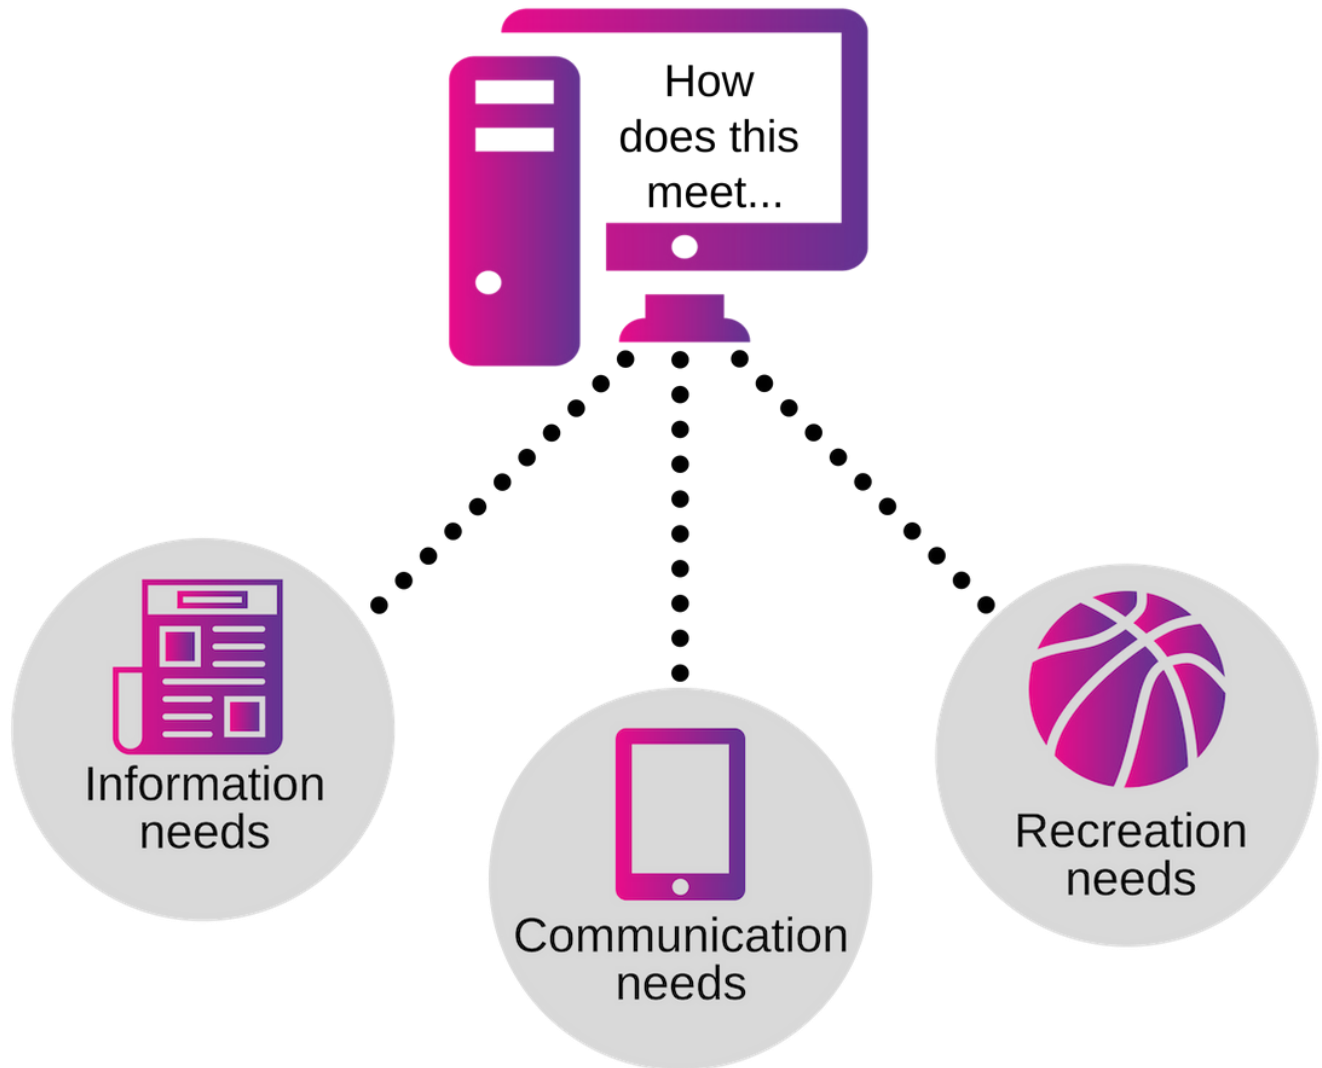 How
does this
meet...
Information
needs
Communication
needs
Recreation
needs